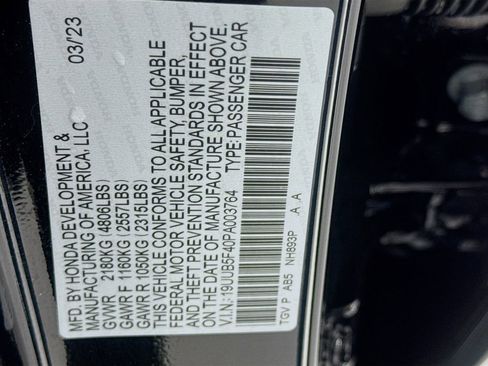 MFD. BY HONDA DEVELOPMENT & 03/'23
MANUFACTURING OF AMERICA, LLC
GVWR 2180KG (4806LBS)
GAWR F 1160KG (2557LBS)
GAWR R 1050KG (2315LBS)
THIS VEHICLE CONFORMS TO ALL APPLICABLE
FEDERAL MOTOR VEHICLE SAFETY, BUMPER,
AND THEFT PREVENTION STANDARDS IN EFFECT
ON THE DATE OF MANUFACTURE SHOWN ABOVE.
V.I.N.: 19UUB5F40PA003764 TYPE: PASSENGER CAR
TGV P AB5 NH893P A A